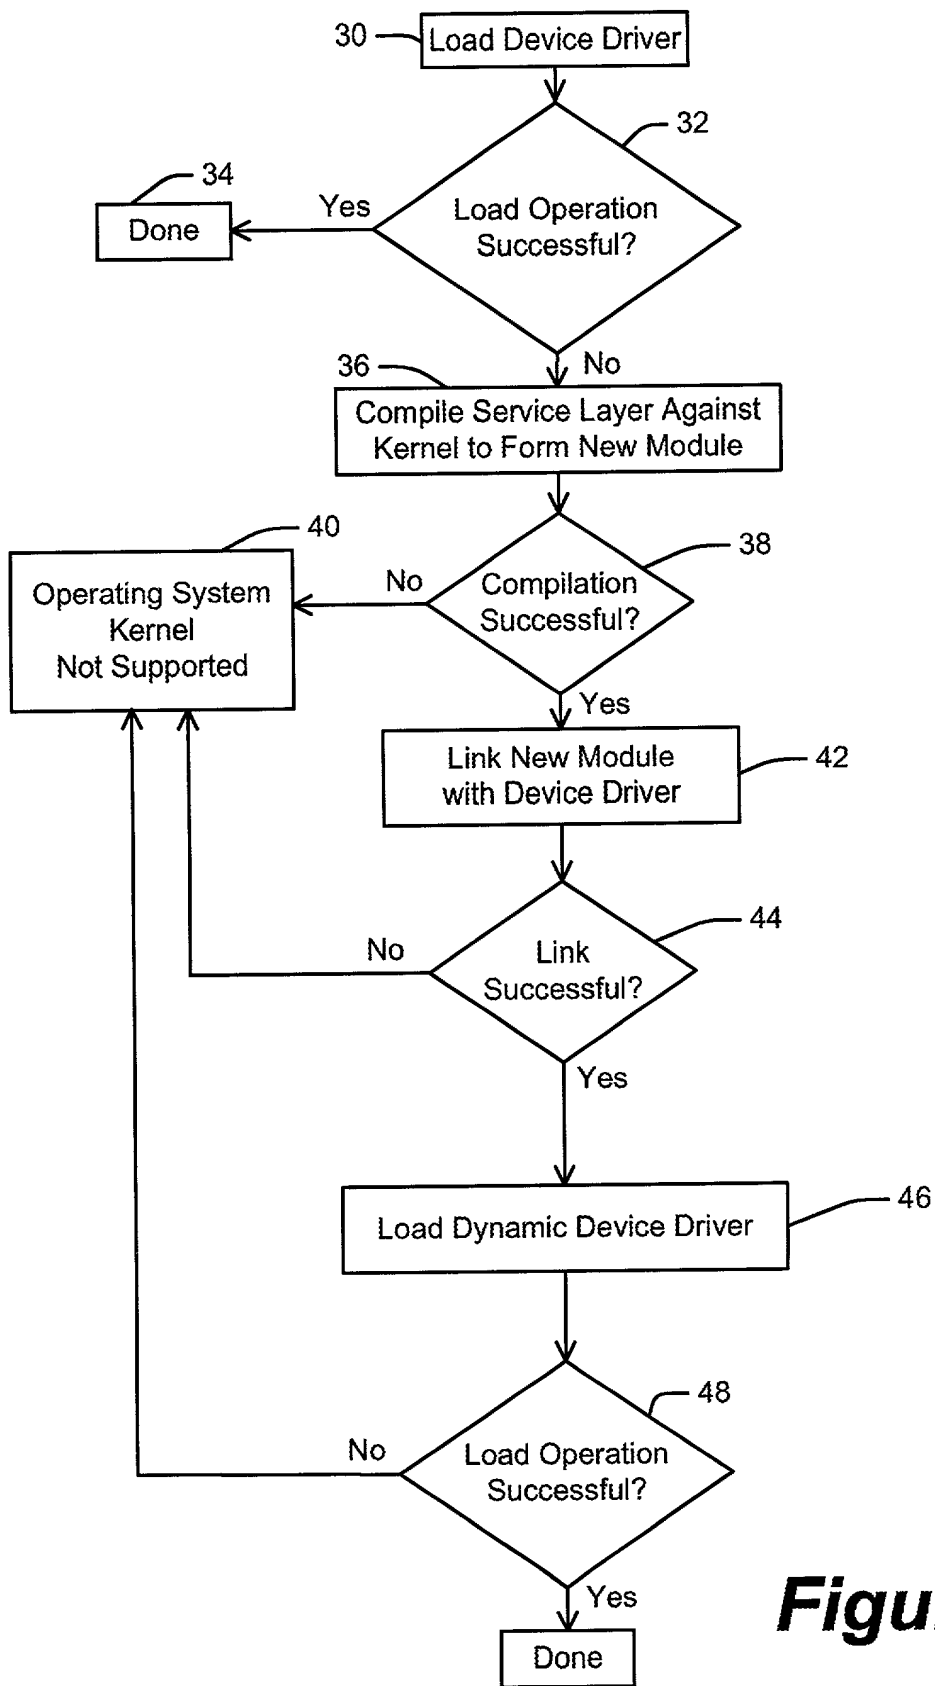 30
Load Device Driver
32
34
Yes
Done
Load Operation
Successful?
No
36
Compile Service Layer Against
Kernel to Form New Module
40
38
Operating System
Kernel
Not Supported
No
Compilation
Successful?
Yes
Link New Module
with Device Driver
42
44
No
Link
Successful?
Yes
46
Load Dynamic Device Driver
48
No
Load Operation
Successful?
Yes
Done